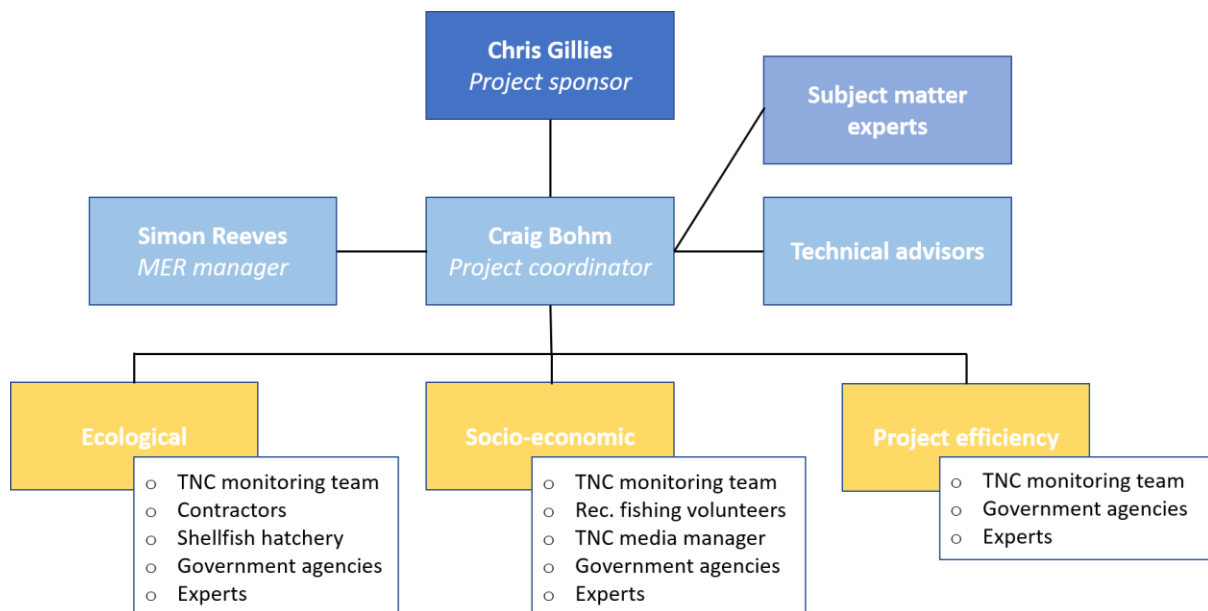 Chris Gillies
Project sponsor
Subject matter
experts
Simon Reeves
MER manager
Craig Bohm
Project coordinator
Technical advisors
Ecological
o TNC monitoring team
o Contractors
o Shellfish hatchery
o Government agencies
o Experts
Socio-economic
o TNC monitoring team
o Rec. fishing volunteers
o TNC media manager
o Government agencies
o Experts
Project efficiency
o TNC monitoring team
o Government agencies
o Experts